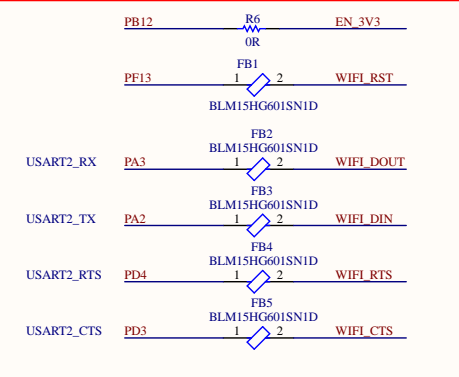 PB12 R6 EN_3V3
0R
FB1
PF13 1 2 WIFI_RST
BLM15HG601SN1D
FB2
BLM15HG601SN1D
USART2_RX PA3 1 2 WIFI_DOUT
FB3
BLM15HG601SN1D
USART2_TX PA2 1 2 WIFI_DIN
FB4
BLM15HG601SN1D
USART2_RTS PD4 1 2 WIFI_RTS
FB5
BLM15HG601SN1D
USART2_CTS PD3 1 2 WIFI_CTS